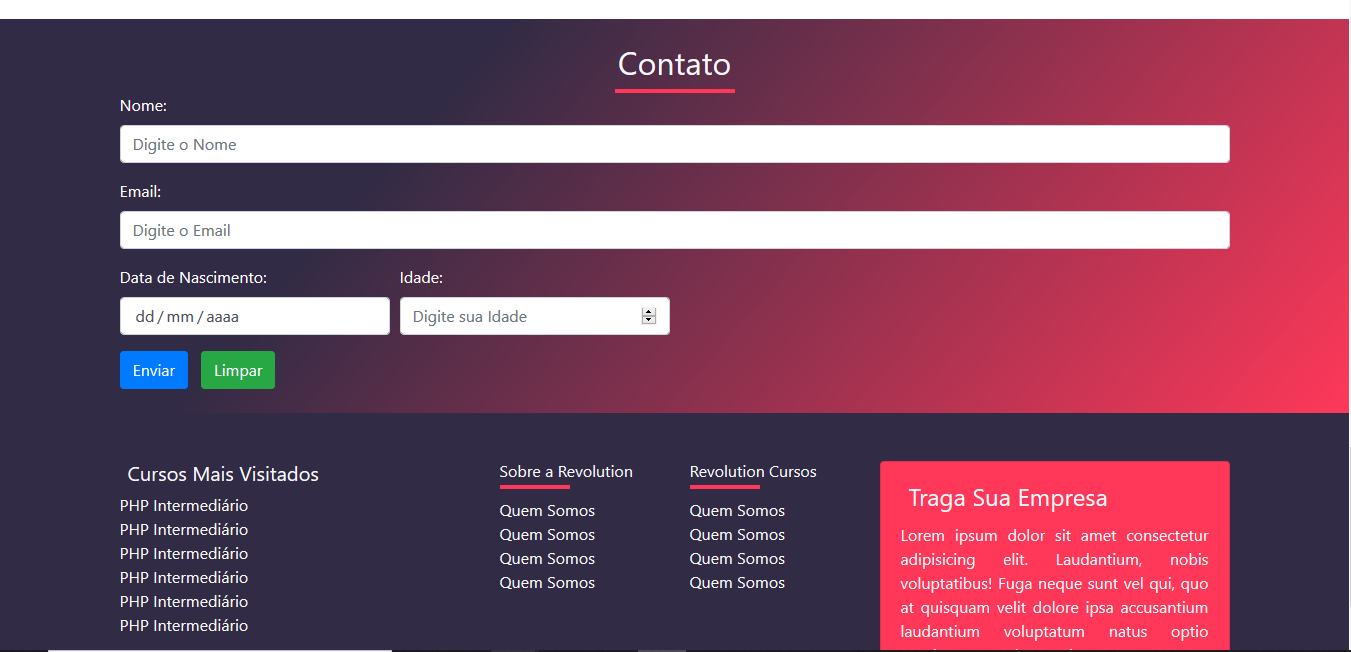 Contato
Nome:
Digite o Nome
Email:
Digite o Email
Data de Nascimento: Idade:
dd/mm/aaaa Digite sua Idade
Enviar Limpar
Cursos Mais Visitados
PHP Intermediário
PHP Intermediário
PHP Intermediário
PHP Intermediário
PHP Intermediário
PHP Intermediário
Sobre a Revolution
Quem Somos
Quem Somos
Quem Somos
Quem Somos
Revolution Cursos
Quem Somos
Quem Somos
Quem Somos
Quem Somos
Traga Sua Empresa
Lorem ipsum dolor sit amet consectetur
adipisicing elit. Laudantium, nobis
voluptatibus! Fuga neque sunt vel qui, quo
at quisquam velit dolore ipsa accusantium
laudantium voluptatum natus optio